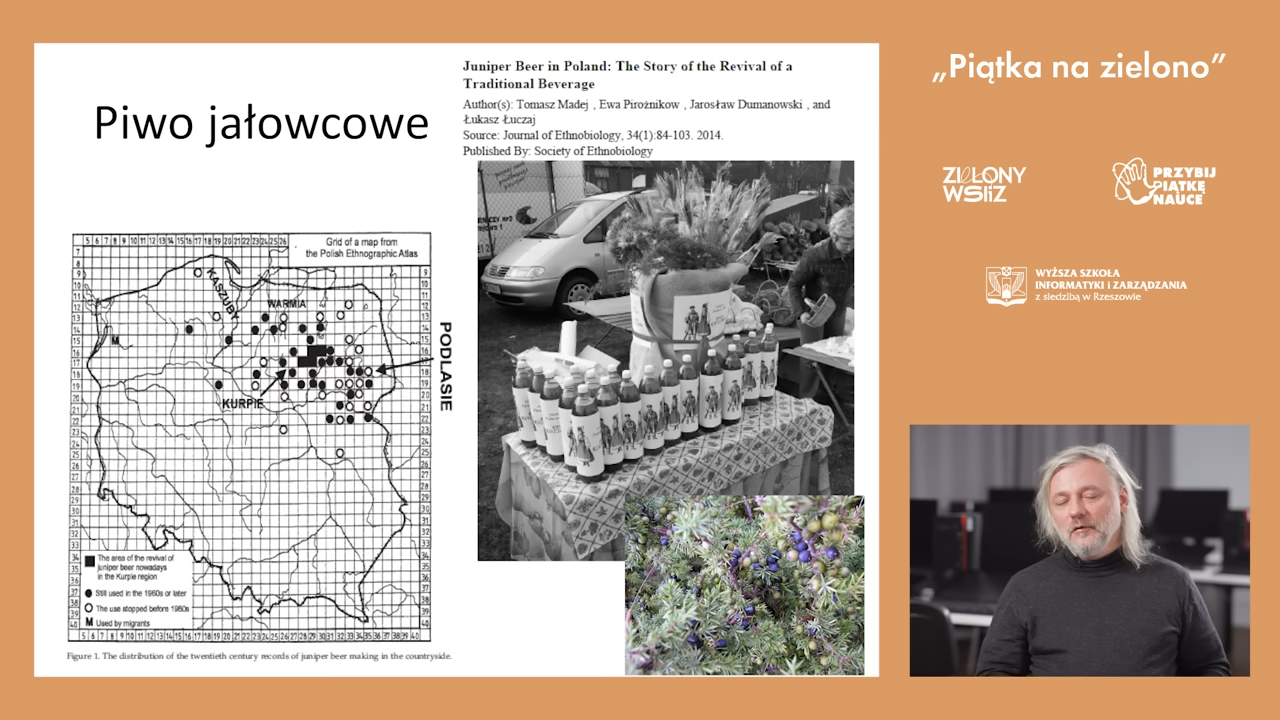 Piwo jałowcowe
Juniper Beer in Poland: The Story of the Revival of a
Traditional Beverage
Author(s): Tomasz Madej , Ewa Pirożnikow , Jarosław Dumanowski , and
Łukasz Łuczaj
Source: Journal of Ethnobiology, 34(1):84-103. 2014.
Published By: Society of Ethnobiology
Grid of a map from
the Polish Ethnographic Atlas
KASZUBY
WARMIA
M
KURPIE
PODLASIE
The area of the revival of
juniper beer nowadays
in the Kurpie region
Still used in the 1960s or later
The use stopped before 1960s
M Used by migrants
Figure 1. The distribution of the twentieth century records of juniper beer making in the countryside.
„Piątka na zielono”
ZIELONY
WSIiZ
PRZYBIJ
PIĄTKĘ
NAUCE
WYŻSZA SZKOŁA
INFORMATYKI i ZARZĄDZANIA
z siedzibą w Rzeszowie